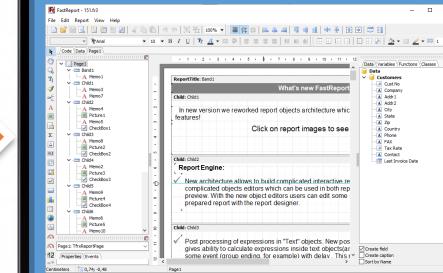 FastReport - 151.fr3
File Edit Report View Help
100%
Arial
10
Code Data Page1
Page1
Band1
Memo1
Child1
Memo3
Memo7
Child2
Memo4
Picture1
Memo5
CheckBox1
Child3
Memo8
Picture2
CheckBox2
Child4
Memo2
Picture3
CheckBox3
Child5
Memo9
Picture4
CheckBox4
Child8
Memo6
Picture5
Memo10
Page1: TfrxReportPage
Properties Events
ReportTitle: Band1
What's new FastReport
Child: Child1
In new version we reworked report objects architecture whic
features!
Click on report images to see
Child: Child2
Report Engine:
New architecture allows to build complicated interactive re
complicated objects editors which can be used in both rep
preview. With the new object editors users can edit some
prepared report with the report designer.
Child: Child3
Post processing of expressions in "Text" objects. New pos
gives ability to calculate expressions inside text objects(ar
some event (group ending, for example) with delay. This
Data Variables Functions Classes
Data
Customers
Cust No
Company
Addr1
Addr2
City
State
Zip
Country
Phone
FAX
Tax Rate
Contact
Last Invoice Date
Create field
Create caption
Sort by Name
Centimeters
0,74; -0,48
Page1